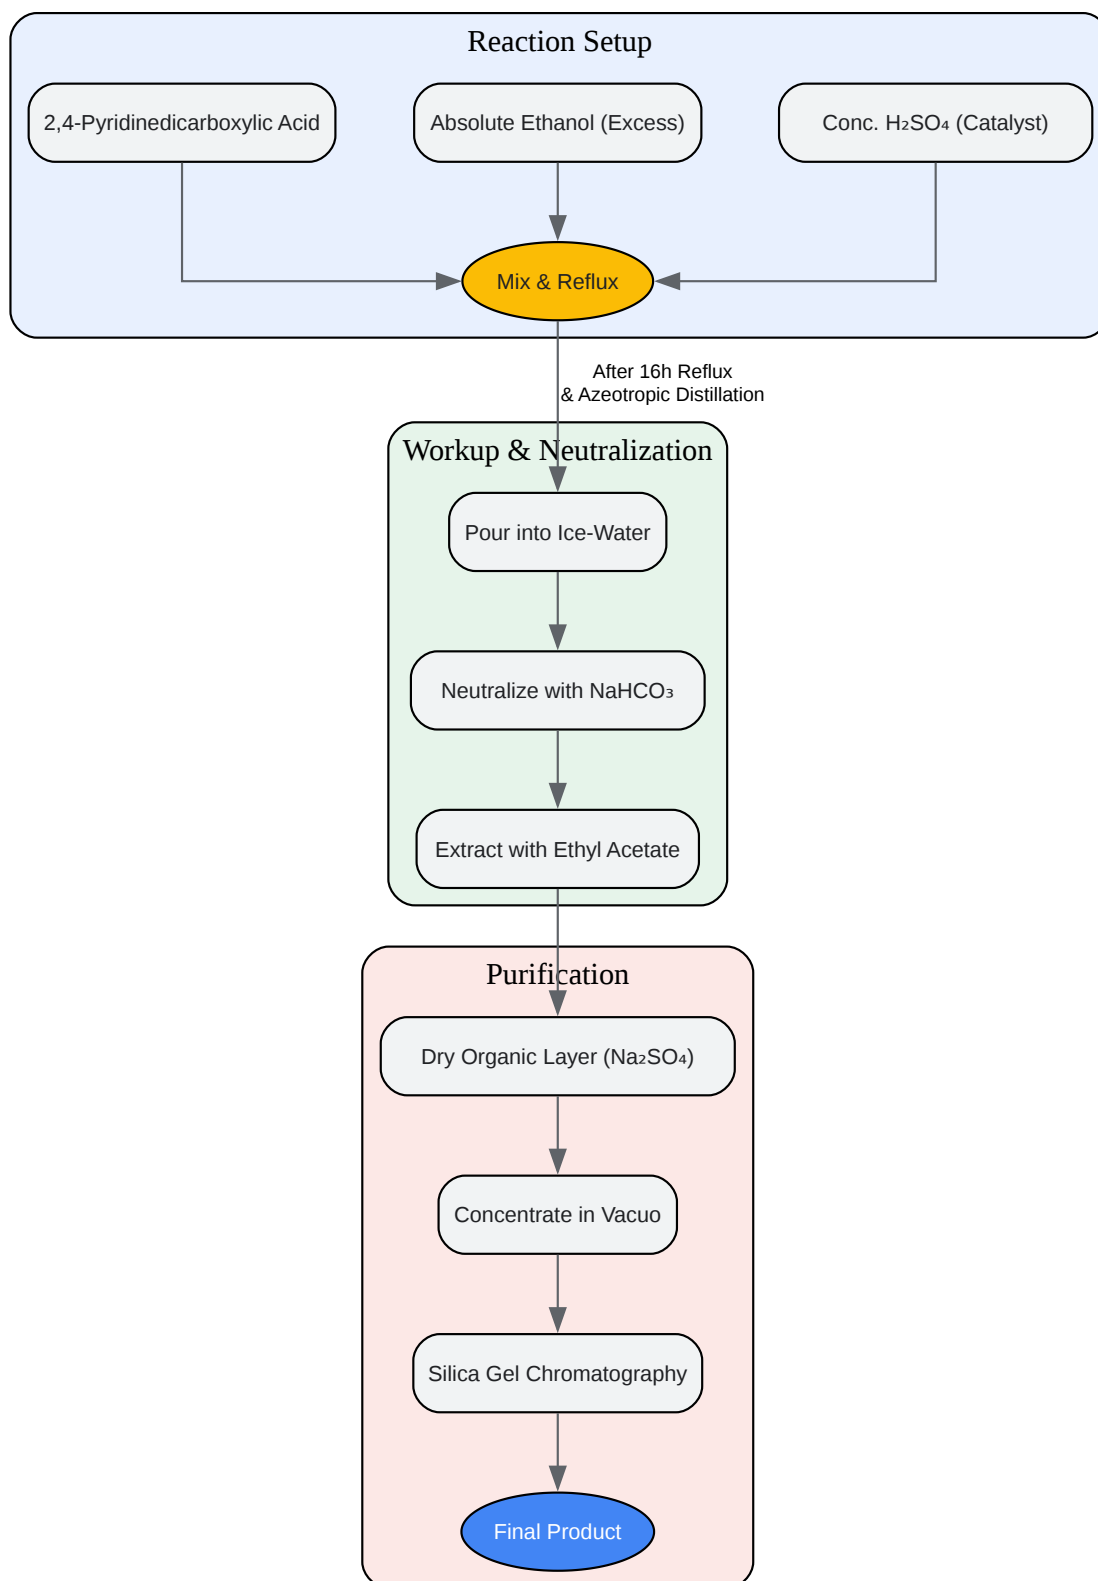 Reaction Setup
2,4-Pyridinedicarboxylic Acid
Absolute Ethanol (Excess)
Conc. H₂SO₄ (Catalyst)
Mix & Reflux
After 16h Reflux
& Azeotropic Distillation
Workup & Neutralization
Pour into Ice-Water
Neutralize with NaHCO₃
Extract with Ethyl Acetate
Purification
Dry Organic Layer (Na₂SO₄)
Concentrate in Vacuo
Silica Gel Chromatography
Final Product